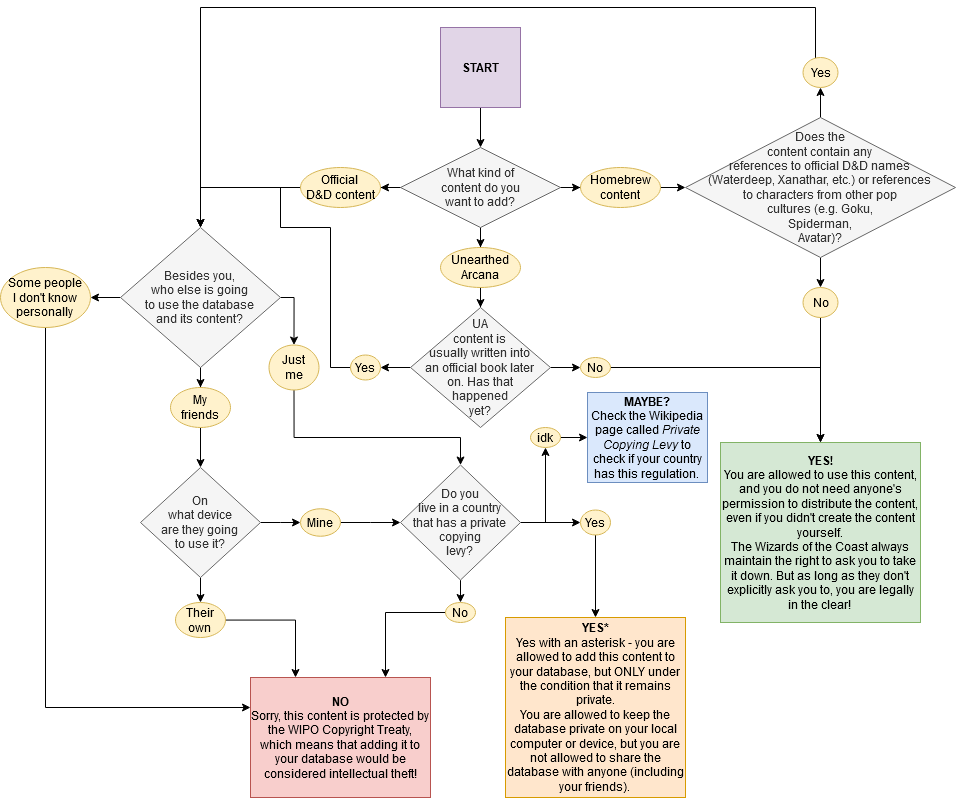 Yes
START
Does the
content contain any
references to official D&D names
(Waterdeep, Xanathar, etc.) or references
to characters from other pop
cultures (e.g. Goku,
Spiderman,
Avatar)?
What kind of
content do you
want to add?
Official
D&D content
Homebrew
content
Unearthed
Arcana
Besides you,
who else is going
to use the database
and its content?
Some people
I don't know
personally
No
UA
content is
usually written into
an official book later
on. Has that
happened
yet?
Just
me
Yes
No
My
friends
MAYBE?
Check the Wikipedia
page called Private
Copying Levy to
check if your country
has this regulation.
idk
YES!
You are allowed to use this content,
and you do not need anyone's
permission to distribute the content,
even if you didn't create the content
yourself.
The Wizards of the Coast always
maintain the right to ask you to take
it down. But as long as they don't
explicitly ask you to, you are legally
in the clear!
On
what device
are they going
to use it?
Mine
Do you
live in a country
that has a private
copying
levy?
Yes
Their
own
No
YES*
Yes with an asterisk - you are
allowed to add this content to
your database, but ONLY under
the condition that it remains
private.
You are allowed to keep the
database private on your local
computer or device, but you are
not allowed to share the
database with anyone (including
your friends).
NO
Sorry, this content is protected by
the WIPO Copyright Treaty,
which means that adding it to
your database would be
considered intellectual theft!